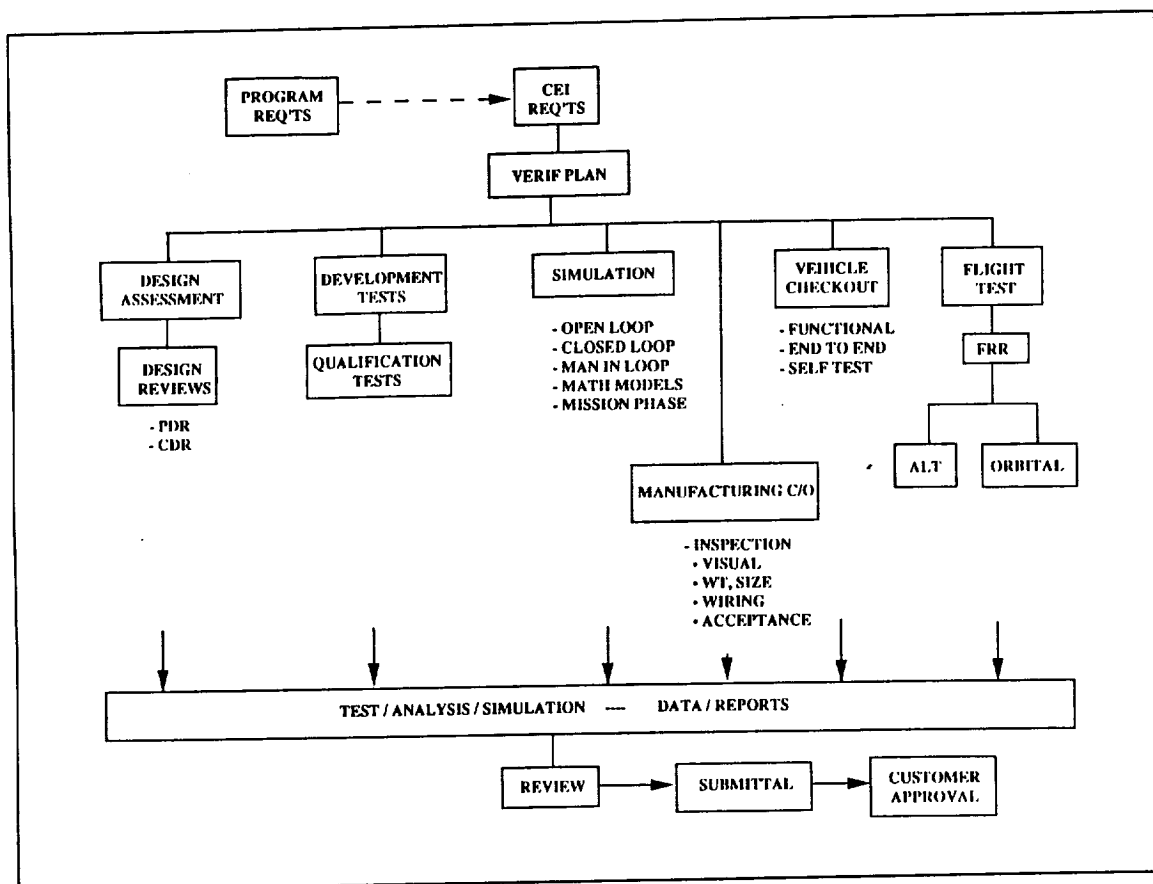 PROGRAM
REQ'TS
CEI
REQ'TS
VERIF PLAN
DESIGN
ASSESSMENT
DEVELOPMENT
TESTS
SIMULATION
VEHICLE
CHECKOUT
FLIGHT
TEST
DESIGN
REVIEWS
- PDR
- CDR
QUALIFICATION
TESTS
- OPEN LOOP
- CLOSED LOOP
- MAN IN LOOP
- MATH MODELS
- MISSION PHASE
- FUNCTIONAL
- END TO END
- SELF TEST
FRR
ALT
ORBITAL
MANUFACTURING C/O
- INSPECTION
• VISUAL
• WT, SIZE
• WIRING
• ACCEPTANCE
TEST / ANALYSIS / SIMULATION ---- DATA / REPORTS
REVIEW
SUBMITTAL
CUSTOMER
APPROVAL